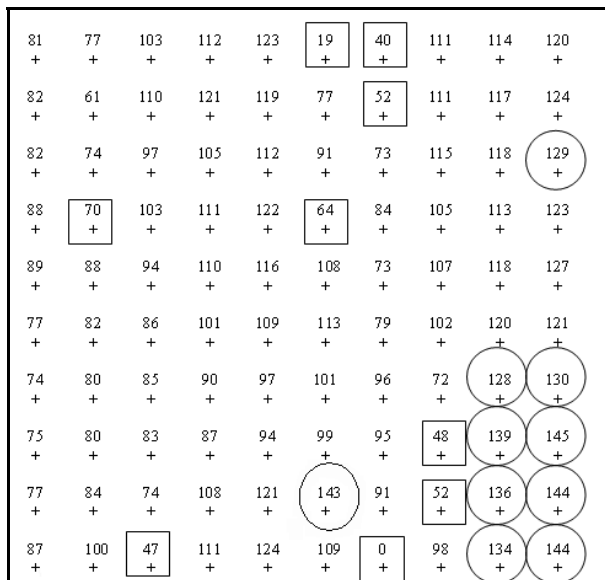 81 77 103 112 123 19 40 111 114 120
+ + + + + + + + + +
82 61 110 121 119 77 52 111 117 124
+ + + + + + + + + +
82 74 97 105 112 91 73 115 118 129
+ + + + + + + + + +
88 70 103 111 122 64 84 105 113 123
+ + + + + + + + + +
89 88 94 110 116 108 73 107 118 127
+ + + + + + + + + +
77 82 86 101 109 113 79 102 120 121
+ + + + + + + + + +
74 80 85 90 97 101 96 72 128 130
+ + + + + + + + + +
75 80 83 87 94 99 95 48 139 145
+ + + + + + + + + +
77 84 74 108 121 143 91 52 136 144
+ + + + + + + + + +
87 100 47 111 124 109 0 98 134 144
+ + + + + + + + + +